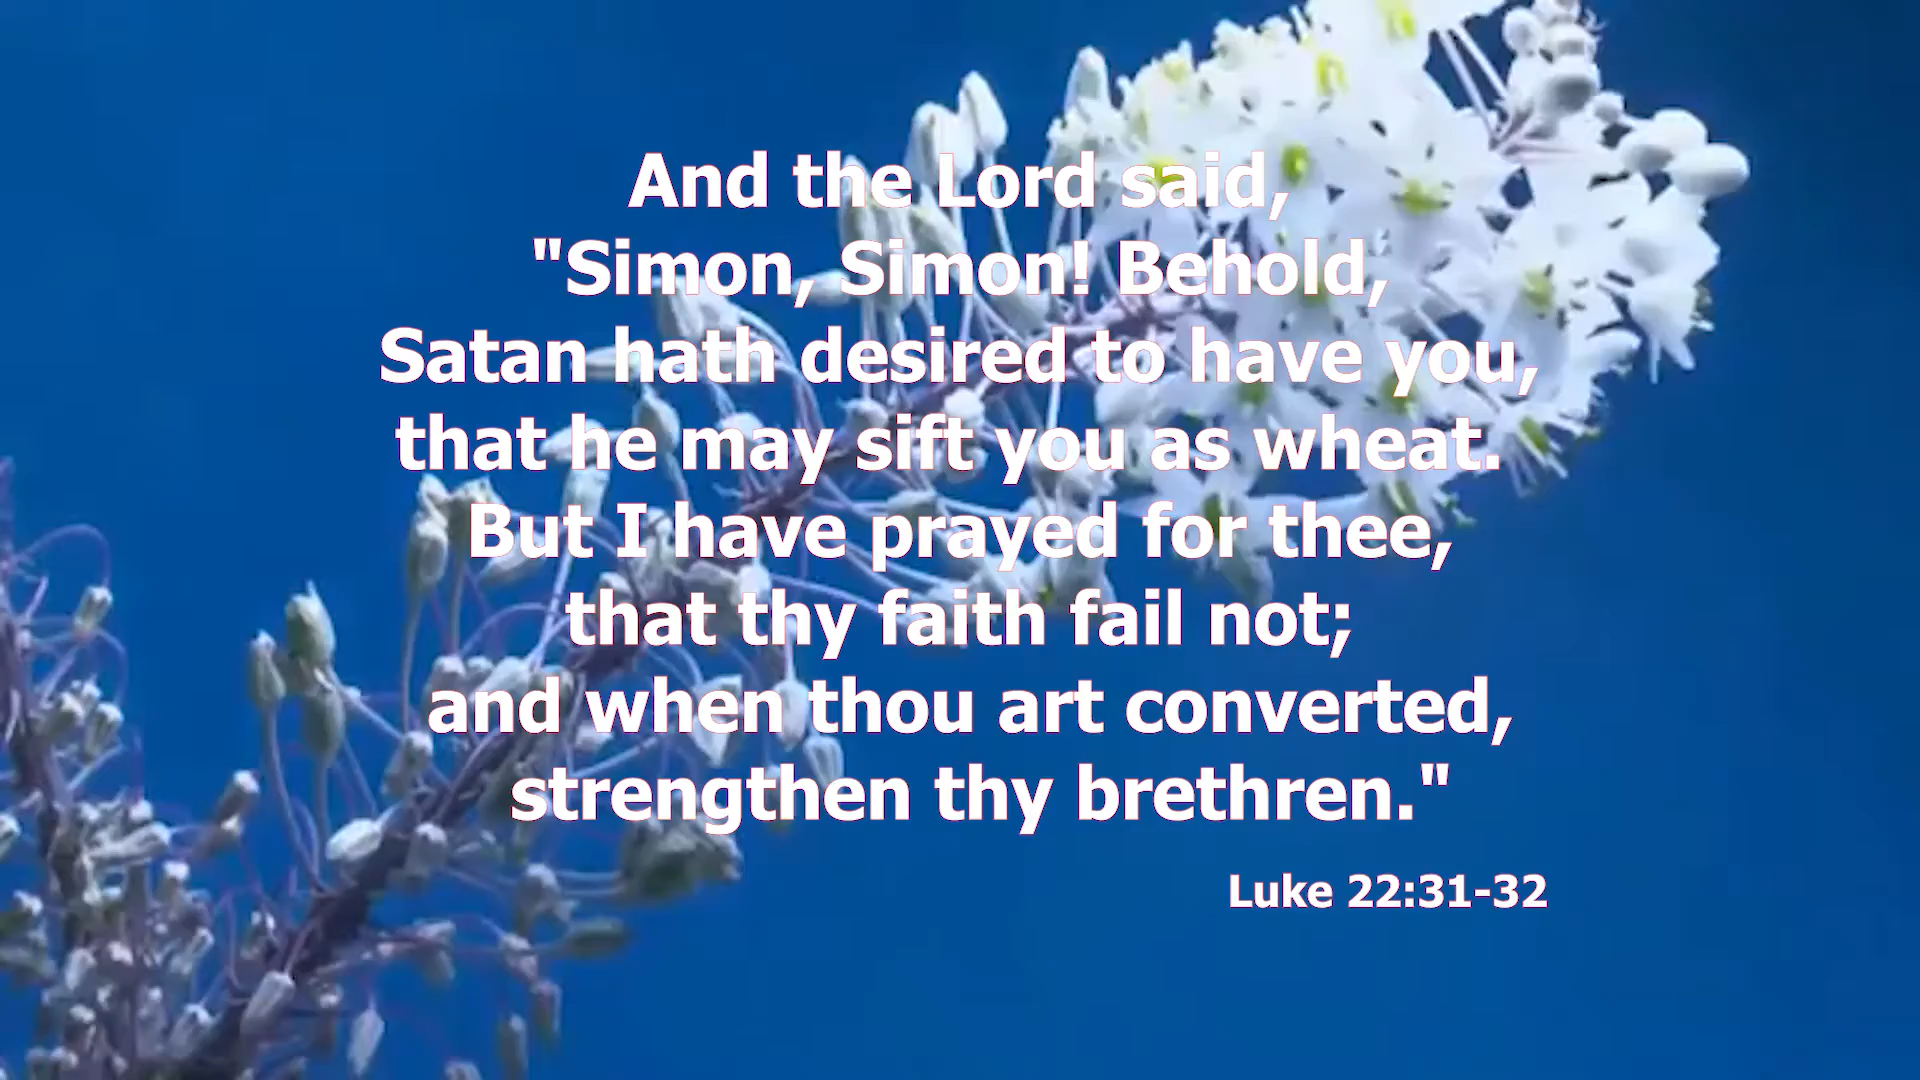 And the Lord said,
"Simon, Simon! Behold,
Satan hath desired to have you,
that he may sift you as wheat.
But I have prayed for thee,
that thy faith fail not;
and when thou art converted,
strengthen thy brethren."
Luke 22:31-32